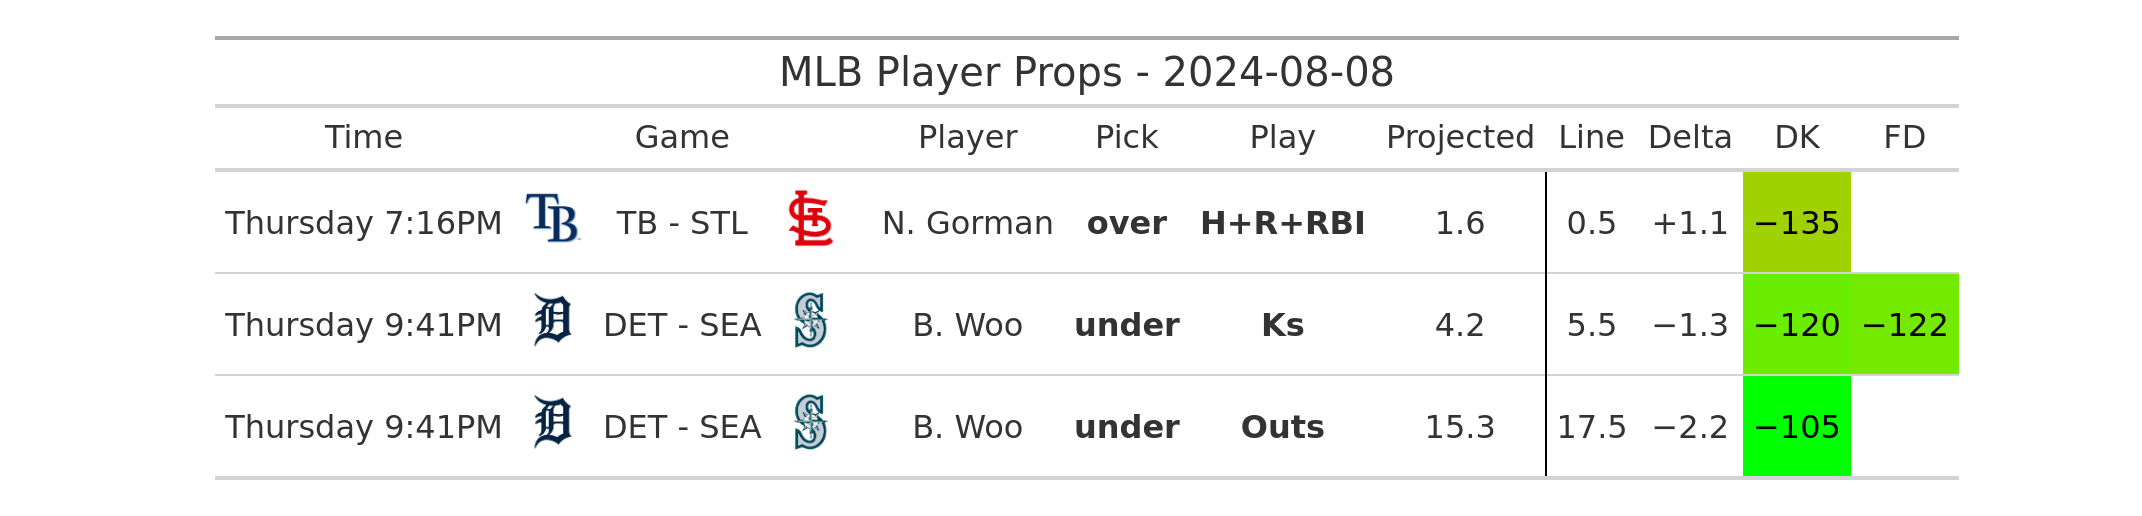 MLB Player Props - 2024-08-08
Time Game Player Pick Play Projected Line Delta DK FD
Thursday 7:16PM TB TB - STL STL N. Gorman over H+R+RBI 1.6 0.5 +1.1 −135
Thursday 9:41PM D DET - SEA S B. Woo under Ks 4.2 5.5 −1.3 −120 −122
Thursday 9:41PM D DET - SEA S B. Woo under Outs 15.3 17.5 −2.2 −105